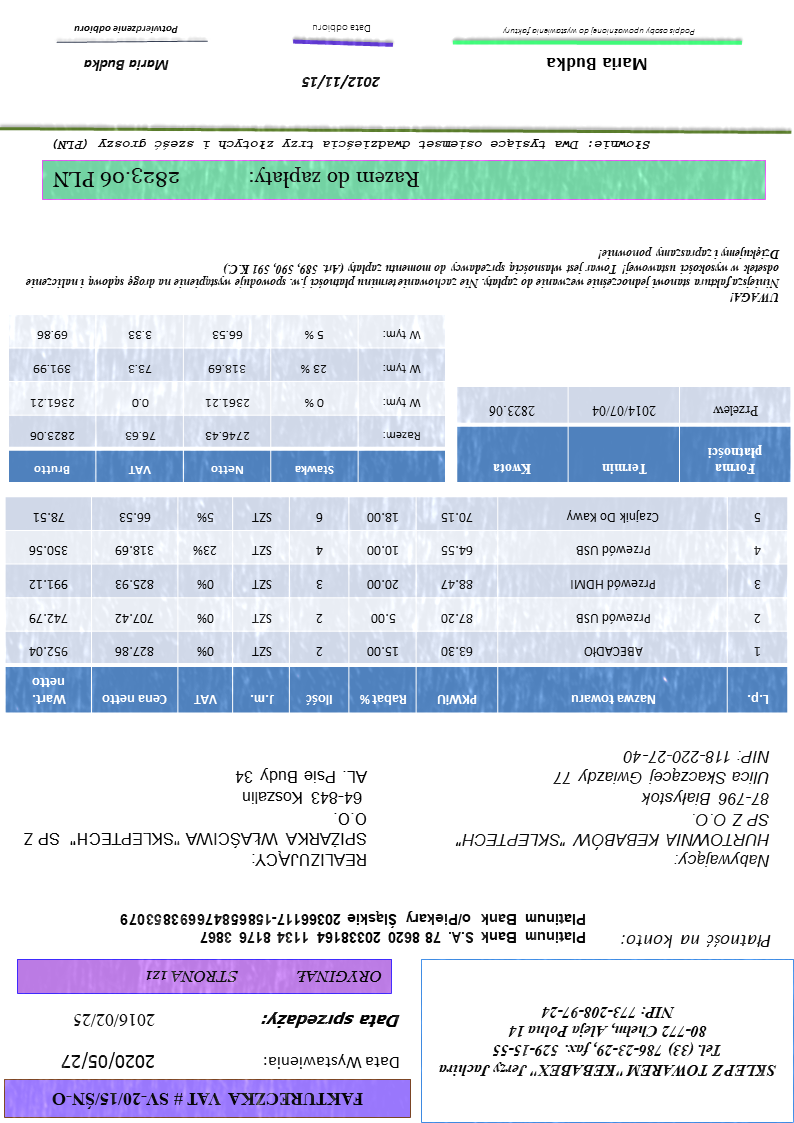 FAKTURECZKA VAT # SV-20/15/ŚN-O
Data Wystawienia: 2020/05/27
Data sprzedaży: 2016/02/25
ORYGINAŁ STRONA 1z1
SKLEP Z TOWAREM "KEBABEX" Jerzy Jachira
Tel. (33) 786-23-29, fax. 529-15-55
80-772 Chełm, Aleja Polna 14
NIP: 773-208-97-24
Płatność na konto:
Platinum Bank S.A. 78 8620 20338164 1134 8176 3867
Platinum Bank o/Piekary Śląskie 20366117-1586584766938530​79
Nabywający:
HURTOWNIA KEBABÓW "SKLEPTECH"
SP Z O.O.
87-796 Białystok
Ulica Skaczącej Gwiazdy 77
NIP: 118-220-27-40
REALIZUJĄCY:
SPIŻARKA WŁAŚCIWA "SKLEPTECH" SP Z
O.O.
64-843 Koszalin
AL. Psie Budy 34
L.p. Nazwa towaru PKWiU Rabat % Ilość J.m. VAT Cena netto Wart. netto
1 ABECADŁO 63.30 15.00 2 SZT 0% 827.86 952.04
2 Przewód USB 87.20 5.00 2 SZT 0% 707.42 742.79
3 Przewód HDMI 88.47 20.00 3 SZT 0% 825.93 991.12
4 Przewód USB 64.55 10.00 4 SZT 23% 318.69 350.56
5 Czajnik Do Kawy 70.15 18.00 6 SZT 5% 66.53 78.51
Forma płatności Termin Kwota
Przelew 2014/07/04 2823.06
Stawka Netto VAT Brutto
Razem: 2746.43 76.63 2823.06
W tym: 0 % 2361.21 0.0 2361.21
W tym: 23 % 318.69 73.3 391.99
W tym: 5 % 66.53 3.33 69.86
UWAGA!
Niniejsza faktura stanowi jednocześnie wezwanie do zapłaty. Nie zachowanie terminu płatności j.w. spowoduje wystąpienie na drogę sądową i naliczenie
odsetek w wysokości ustawowej! Towar jest własnością sprzedawcy do momentu zapłaty (Art. 589, 590, 591 K.C.)
Dziękujemy i zapraszamy ponownie!
Razem do zapłaty: 2823.06 PLN
Słownie: Dwa tysiące osiemset dwadzieścia trzy złotych i sześć groszy (PLN)
Maria Budka
Podpis osoby upoważnionej do wystawienia faktury
2012/11/15
Data odbioru
Maria Budka
Potwierdzenie odbioru